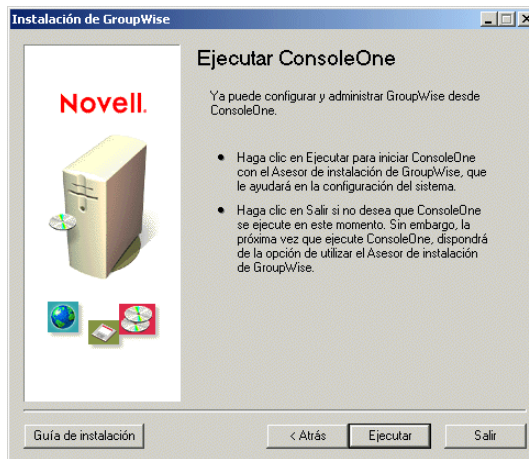 Instalación de GroupWise
Novell.
Ejecutar ConsoleOne
Ya puede configurar y administrar GroupWise desde
ConsoleOne.
• Haga clic en Ejecutar para iniciar ConsoleOne
con el Asesor de instalación de GroupWise, que
le ayudará en la configuración del sistema.
• Haga clic en Salir si no desea que ConsoleOne
se ejecute en este momento. Sin embargo, la
próxima vez que ejecute ConsoleOne, dispondrá
de la opción de utilizar el Asesor de instalación
de GroupWise.
Guía de instalación
< Atrás
Ejecutar
Salir